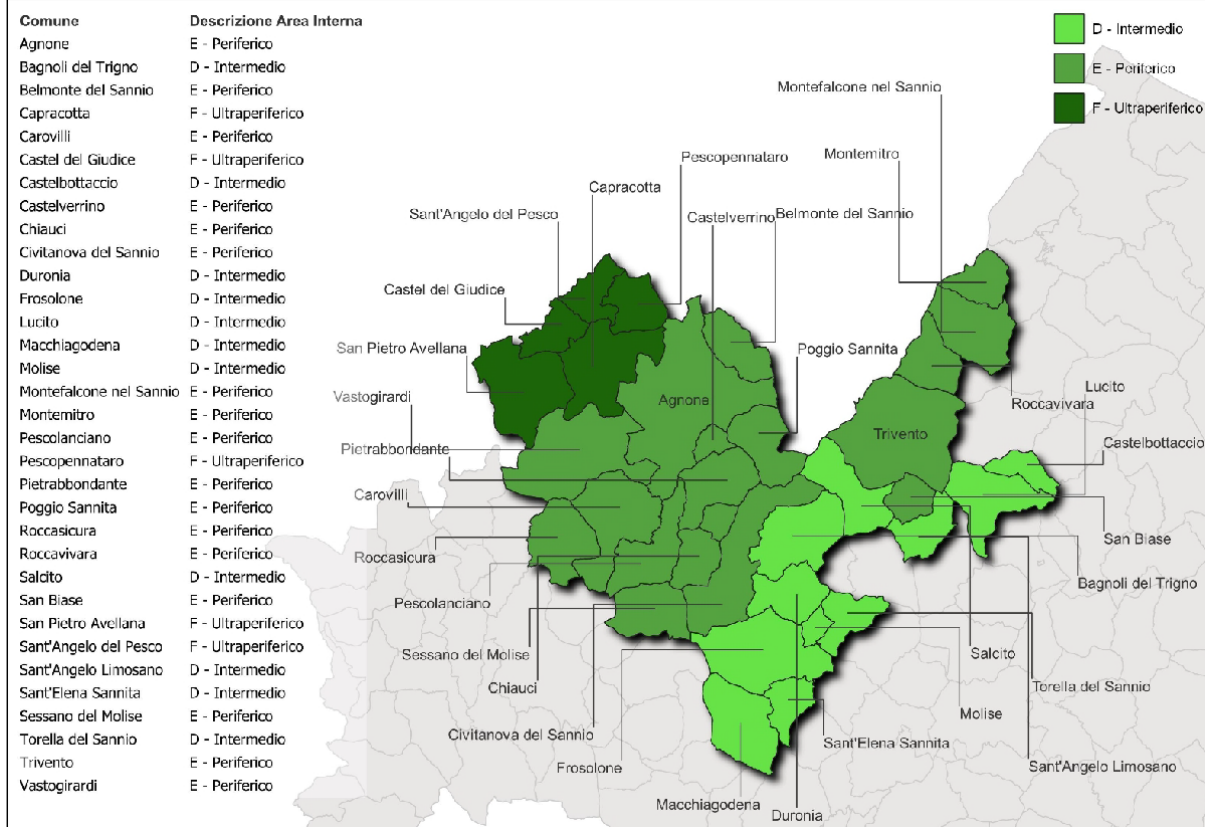 Comune Descrizione Area Interna
Agnone E - Periferico
Bagnoli del Trigno D - Intermedio
Belmonte del Sannio E - Periferico
Capracotta F - Ultraperiferico
Carovilli E - Periferico
Castel del Giudice F - Ultraperiferico
Castelbottaccio D - Intermedio
Castelverrino E - Periferico
Chiauci E - Periferico
Civitanova del Sannio E - Periferico
Duronia D - Intermedio
Frosolone D - Intermedio
Lucito D - Intermedio
Macchiagodena D - Intermedio
Molise D - Intermedio
Montefalcone nel Sannio E - Periferico
Montemitro E - Periferico
Pescolanciano E - Periferico
Pescopennataro F - Ultraperiferico
Pietrabbondante E - Periferico
Poggio Sannita E - Periferico
Roccasicura E - Periferico
Roccavivara E - Periferico
Salcito D - Intermedio
San Biase E - Periferico
San Pietro Avellana F - Ultraperiferico
Sant'Angelo del Pesco F - Ultraperiferico
Sant'Angelo Limosano D - Intermedio
Sant'Elena Sannita D - Intermedio
Sessano del Molise E - Periferico
Torella del Sannio D - Intermedio
Trivento E - Periferico
Vastogirardi E - Periferico
D - Intermedio
E - Periferico
F - Ultraperiferico
Montefalcone nel Sannio
Montemitro
Pescopennataro
Capracotta
Sant'Angelo del Pesco
Castelverrino
Belmonte del Sannio
Castel del Giudice
San Pietro Avellana
Poggio Sannita
Lucito
Vastogirardi
Agnone
Roccavivara
Trivento
Castelbottaccio
Pietrabbondante
Carovilli
San Biase
Roccasicura
Bagnoli del Trigno
Pescolanciano
Sessano del Molise
Salcito
Chiauci
Torella del Sannio
Molise
Civitanova del Sannio
Sant'Elena Sannita
Frosolone
Sant'Angelo Limosano
Macchiagodena
Duronia